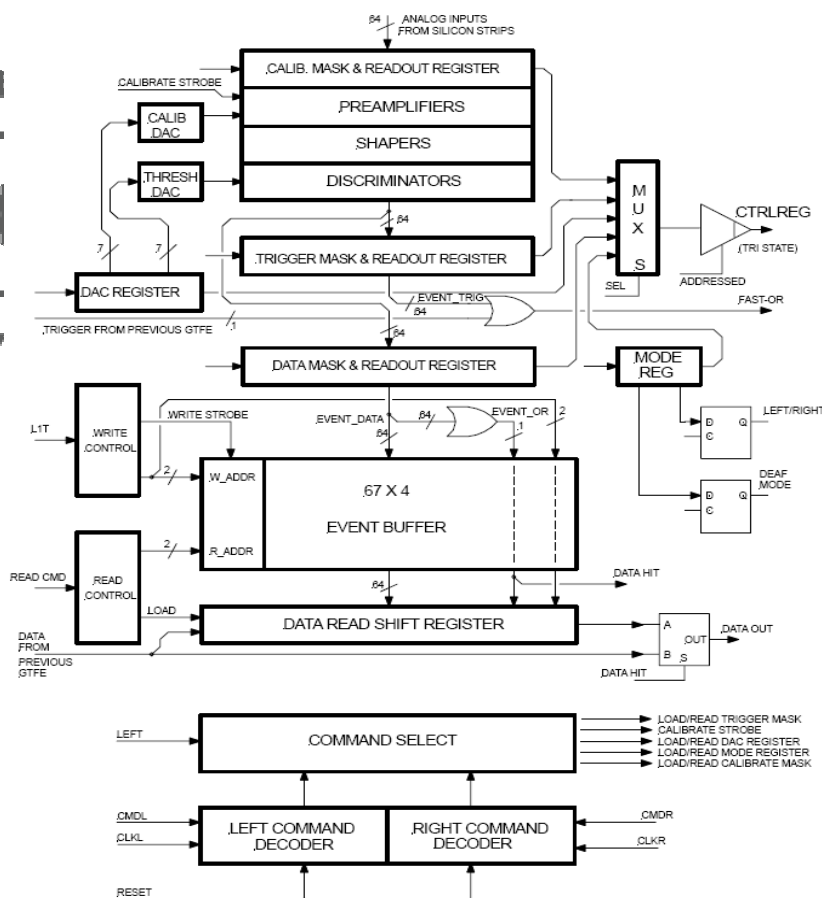 64
ANALOG INPUTS
FROM SILICON STRIPS
CALIB. MASK & READOUT REGISTER
CALIBRATE STROBE
PREAMPLIFIERS
CALIB
DAC
SHAPERS
THRESH
DAC
DISCRIMINATORS
M
U
X
S
CTRLREG
(TRI STATE)
64
7
7
TRIGGER MASK & READOUT REGISTER
ADDRESSED
SEL
DAC REGISTER
EVENT_TRIG
64
FAST-OR
TRIGGER FROM PREVIOUS GTFE
1
64
DATA MASK & READOUT REGISTER
MODE
REG
WRITE STROBE
EVENT_DATA
64
64
EVENT_OR
1
2
D
Q
C
LEFT/RIGHT
L1T
WRITE
CONTROL
2
W_ADDR
67 X 4
EVENT BUFFER
D
Q
C
DEAF
MODE
2
R_ADDR
READ CMD
READ
CONTROL
64
DATA HIT
LOAD
DATA READ SHIFT REGISTER
A
OUT
B
S
DATA OUT
DATA
FROM
PREVIOUS
GTFE
DATA HIT
LEFT
COMMAND SELECT
LOAD/READ TRIGGER MASK
CALIBRATE STROBE
LOAD/READ DAC REGISTER
LOAD/READ MODE REGISTER
LOAD/READ CALIBRATE MASK
CMDL
CLKL
LEFT COMMAND
DECODER
RIGHT COMMAND
DECODER
CMDR
CLKR
RESET